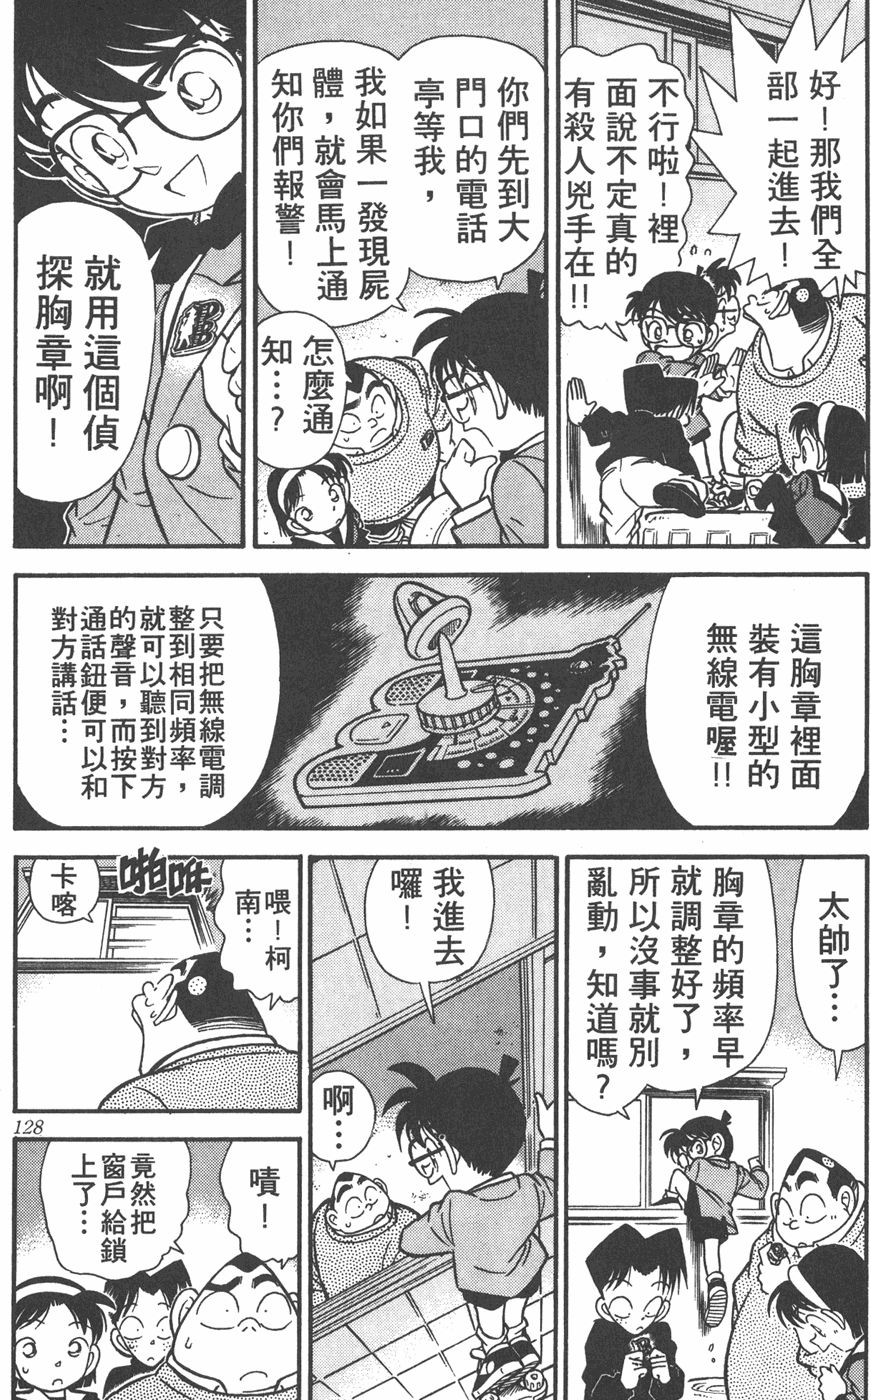 好！那我們全
部一起進去！
不行啦！裡
面說不定真的
有殺人兇手在!!
你們先到大
門口的電話
亭等我，
我如果一發現屍
體，就會馬上通
知你們報警！
怎麼通
知…？
就用這個偵
探胸章啊！
這胸章裡面
裝有小型的
無線電喔!!
只要把無線電調
整到相同頻率，
就可以聽到對方
的聲音，而按下
通話鈕便可以和
對方講話…
太帥了…
胸章的頻率早
就調整好了，
所以沒事就別
亂動，知道嗎？
我進去
囉！
啊…
喂！柯
南…
啪啦
卡喀
嘖！
竟然把
窗戶給鎖
上了…
128